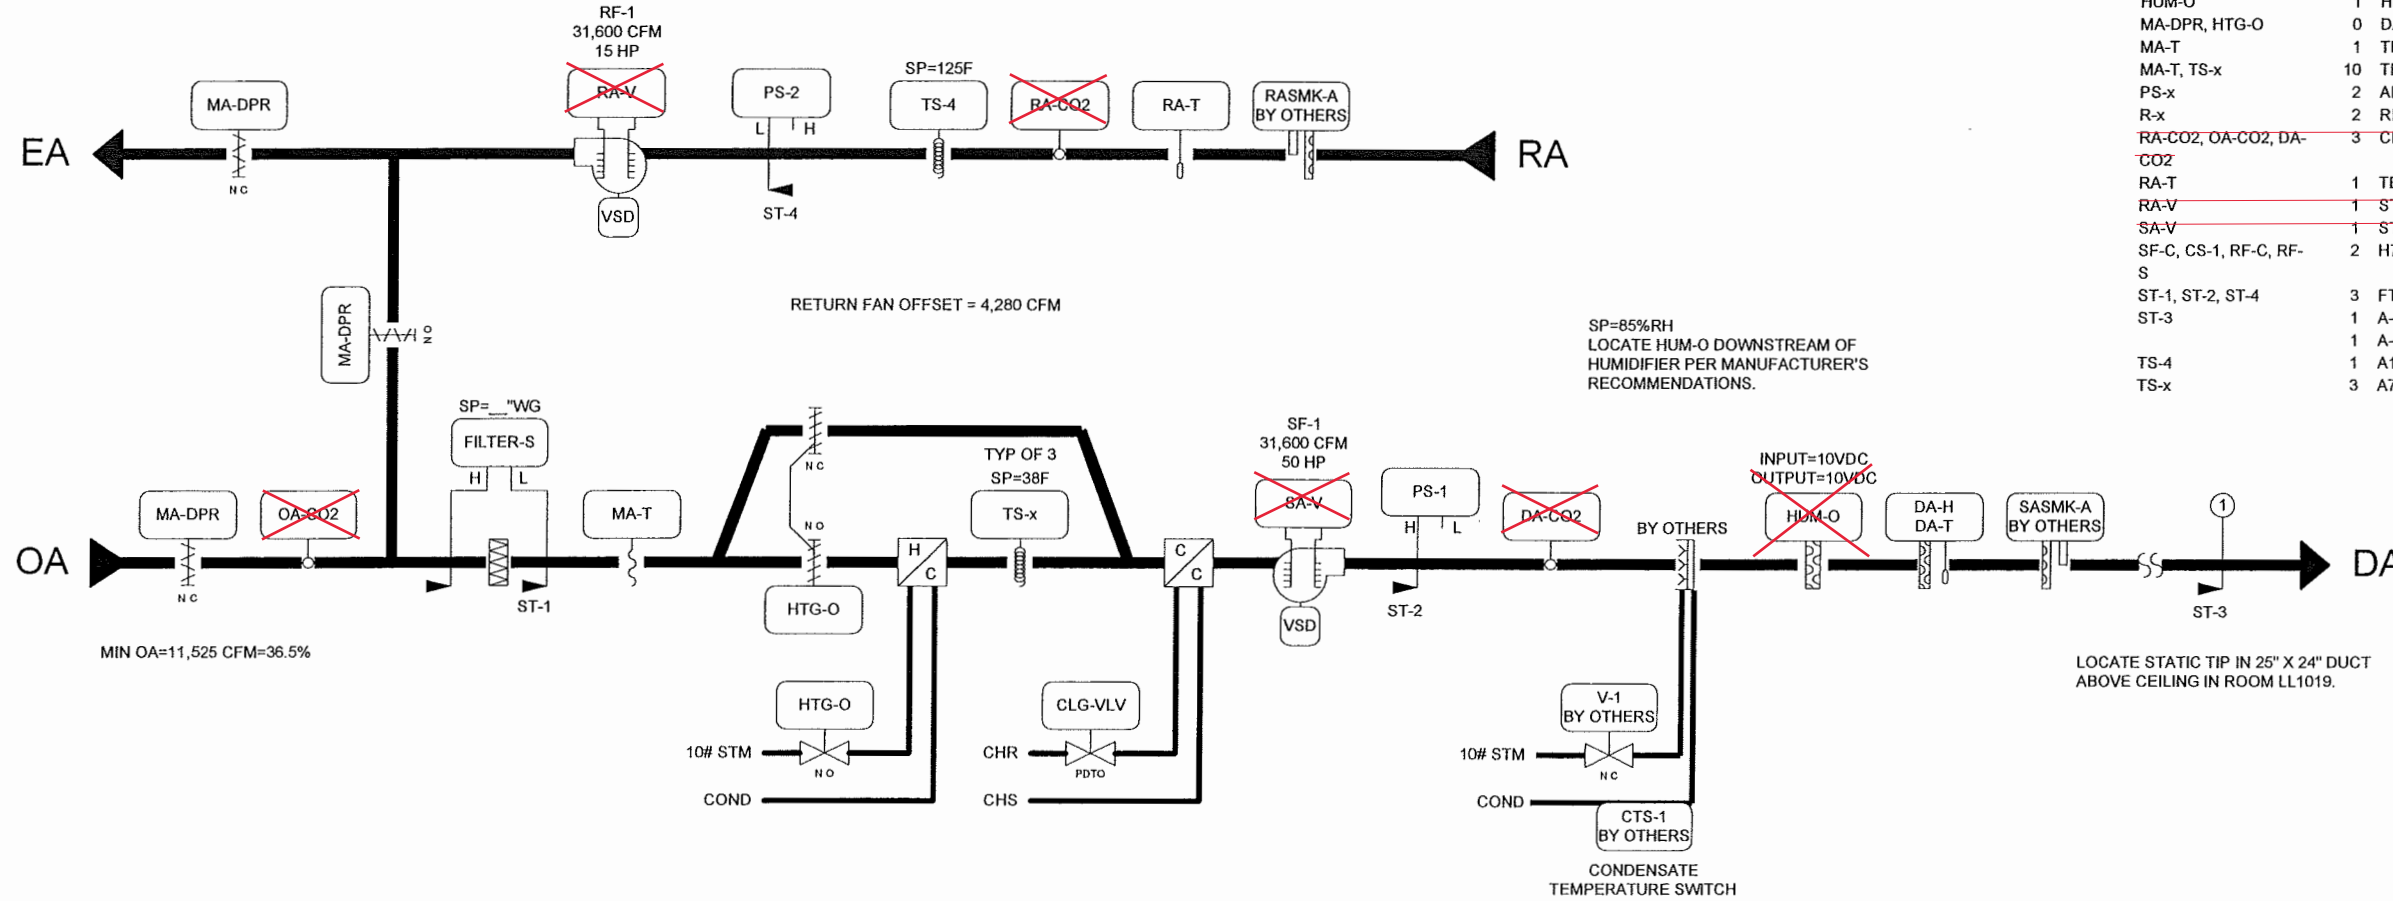 RF-1
31,600 CFM
15 HP
RA-V
VSD
MA-DPR
N C
EA
PS-2
L H
ST-4
SP=125F
TS-4
RA-CO2
RA-T
RASMK-A
BY OTHERS
RA
HUM-O 1 H
MA-DPR, HTG-O 0 D
MA-T 1 T
MA-T, TS-x 10 T
PS-x 2 A
R-x 2 R
RA-CO2, OA-CO2, DA- 3 C
CO2
RA-T 1 TE
RA-V 1 S
SA-V 1 S
SF-C, CS-1, RF-C, RF- 2 H
S
ST-1, ST-2, ST-4 3 FT
ST-3 1 A-
1 A-
TS-4 1 A1
TS-x 3 A7
MA-DPR
N O
RETURN FAN OFFSET = 4,280 CFM
SP=85%RH
LOCATE HUM-O DOWNSTREAM OF
HUMIDIFIER PER MANUFACTURER'S
RECOMMENDATIONS.
OA
MA-DPR
N C
OA-CO2
SP=__"WG
FILTER-S
H L
ST-1
MA-T
N C
N O
HTG-O
H
C
TYP OF 3
SP=38F
TS-x
C
C
SF-1
31,600 CFM
50 HP
SA-V
VSD
PS-1
H L
ST-2
DA-CO2
BY OTHERS
INPUT=10VDC
OUTPUT=10VDC
HUM-O
DA-H
DA-T
SASMK-A
BY OTHERS
1
ST-3
DA
MIN OA=11,525 CFM=36.5%
LOCATE STATIC TIP IN 25" X 24" DUCT
ABOVE CEILING IN ROOM LL1019.
HTG-O
10# STM
N O
COND
CLG-VLV
CHR
PDTO
CHS
V-1
BY OTHERS
10# STM
N C
COND
CTS-1
BY OTHERS
CONDENSATE
TEMPERATURE SWITCH